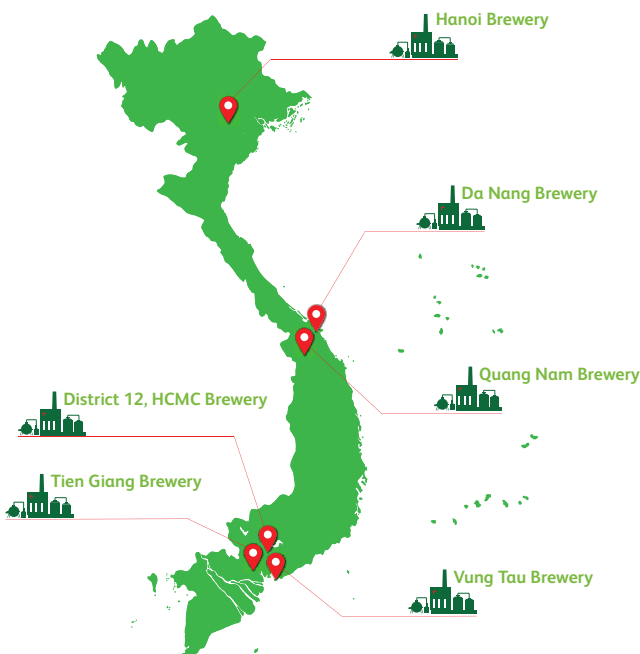 Hanoi Brewery
Da Nang Brewery
Quang Nam Brewery
District 12, HCMC Brewery
Tien Giang Brewery
Vung Tau Brewery